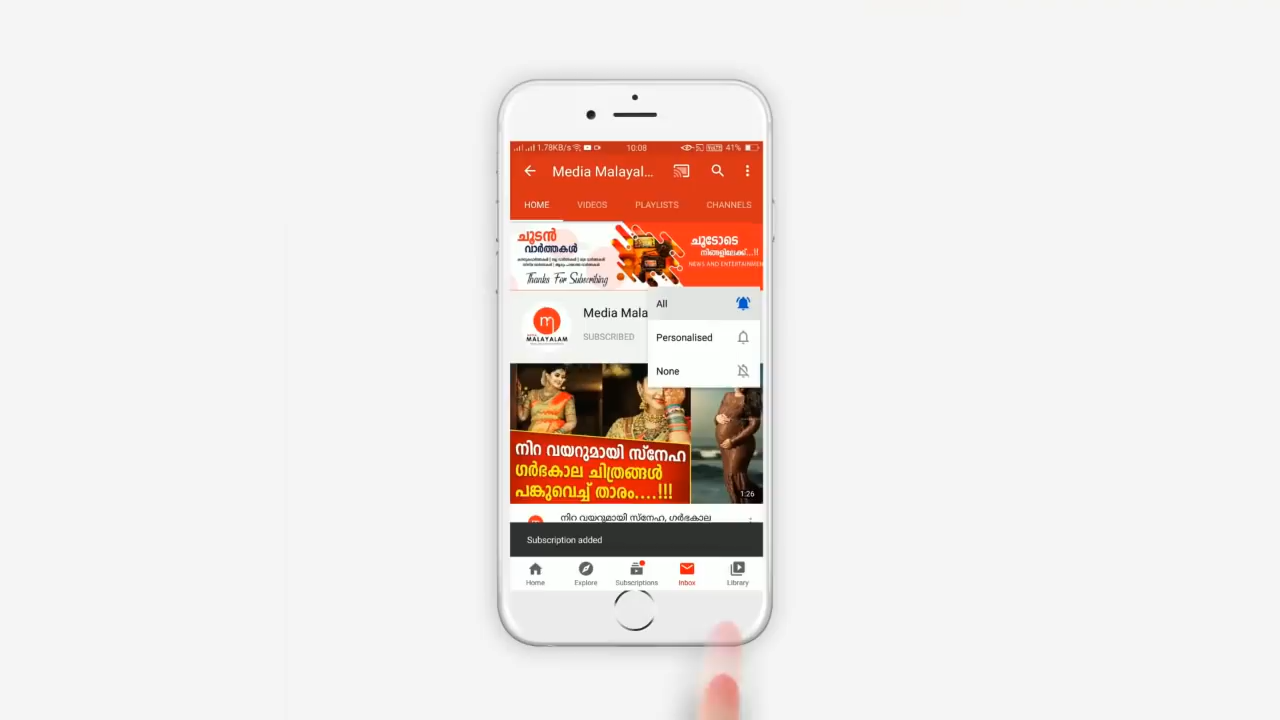 1.78KB/s 10:08 41%
Media Malayal...
HOME VIDEOS PLAYLISTS CHANNELS
ചൂടൻ
വാർത്തകൾ
Thanks For Subscribing
ചൂടോടെ
നിങ്ങളിലേക്ക്...!!
NEWS AND ENTERTAINMEN
Media Mala
SUBSCRIBED
m
MALAYALAM
All
Personalised
None
നിറ വയറുമായി സ്നേഹ
ഗർഭകാല ചിത്രങ്ങൾ
പങ്കുവെച്ച് താരം....!!!
1:26
നിറ വയറുമായി സ്നേഹ, ഗർഭകാല
Subscription added
Home Explore Subscriptions Inbox Library